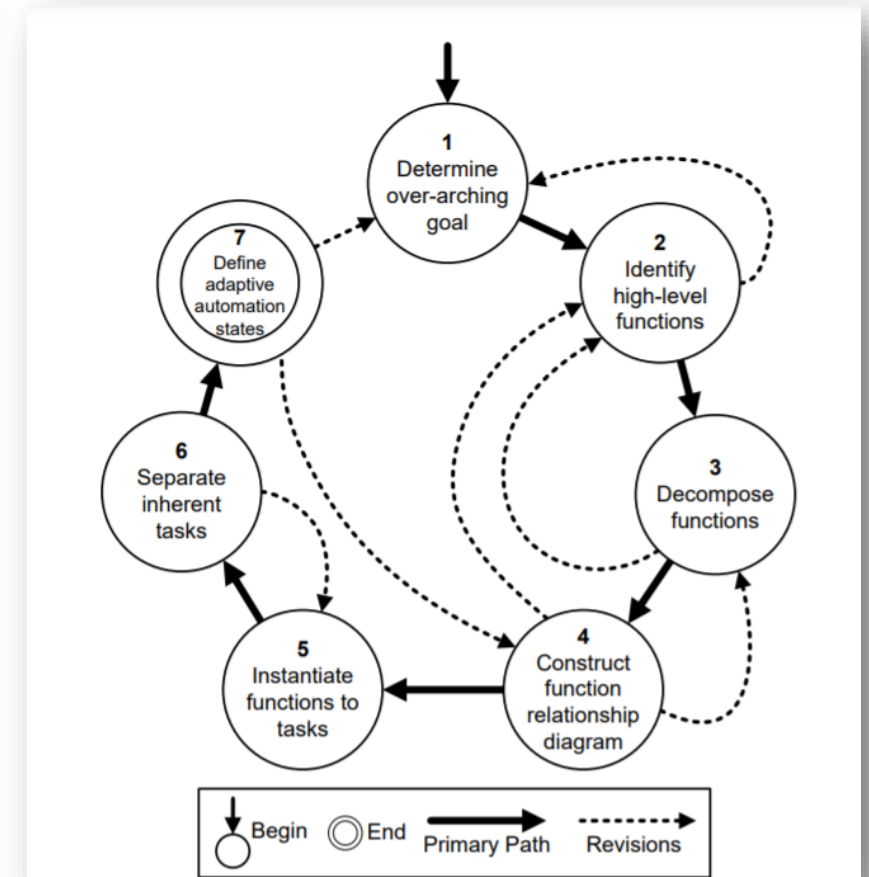 1
Determine
over-arching
goal
2
Identify
high-level
functions
3
Decompose
functions
4
Construct
function
relationship
diagram
5
Instantiate
functions to
tasks
6
Separate
inherent
tasks
7
Define
adaptive
automation
states
Begin
End
Primary Path
Revisions